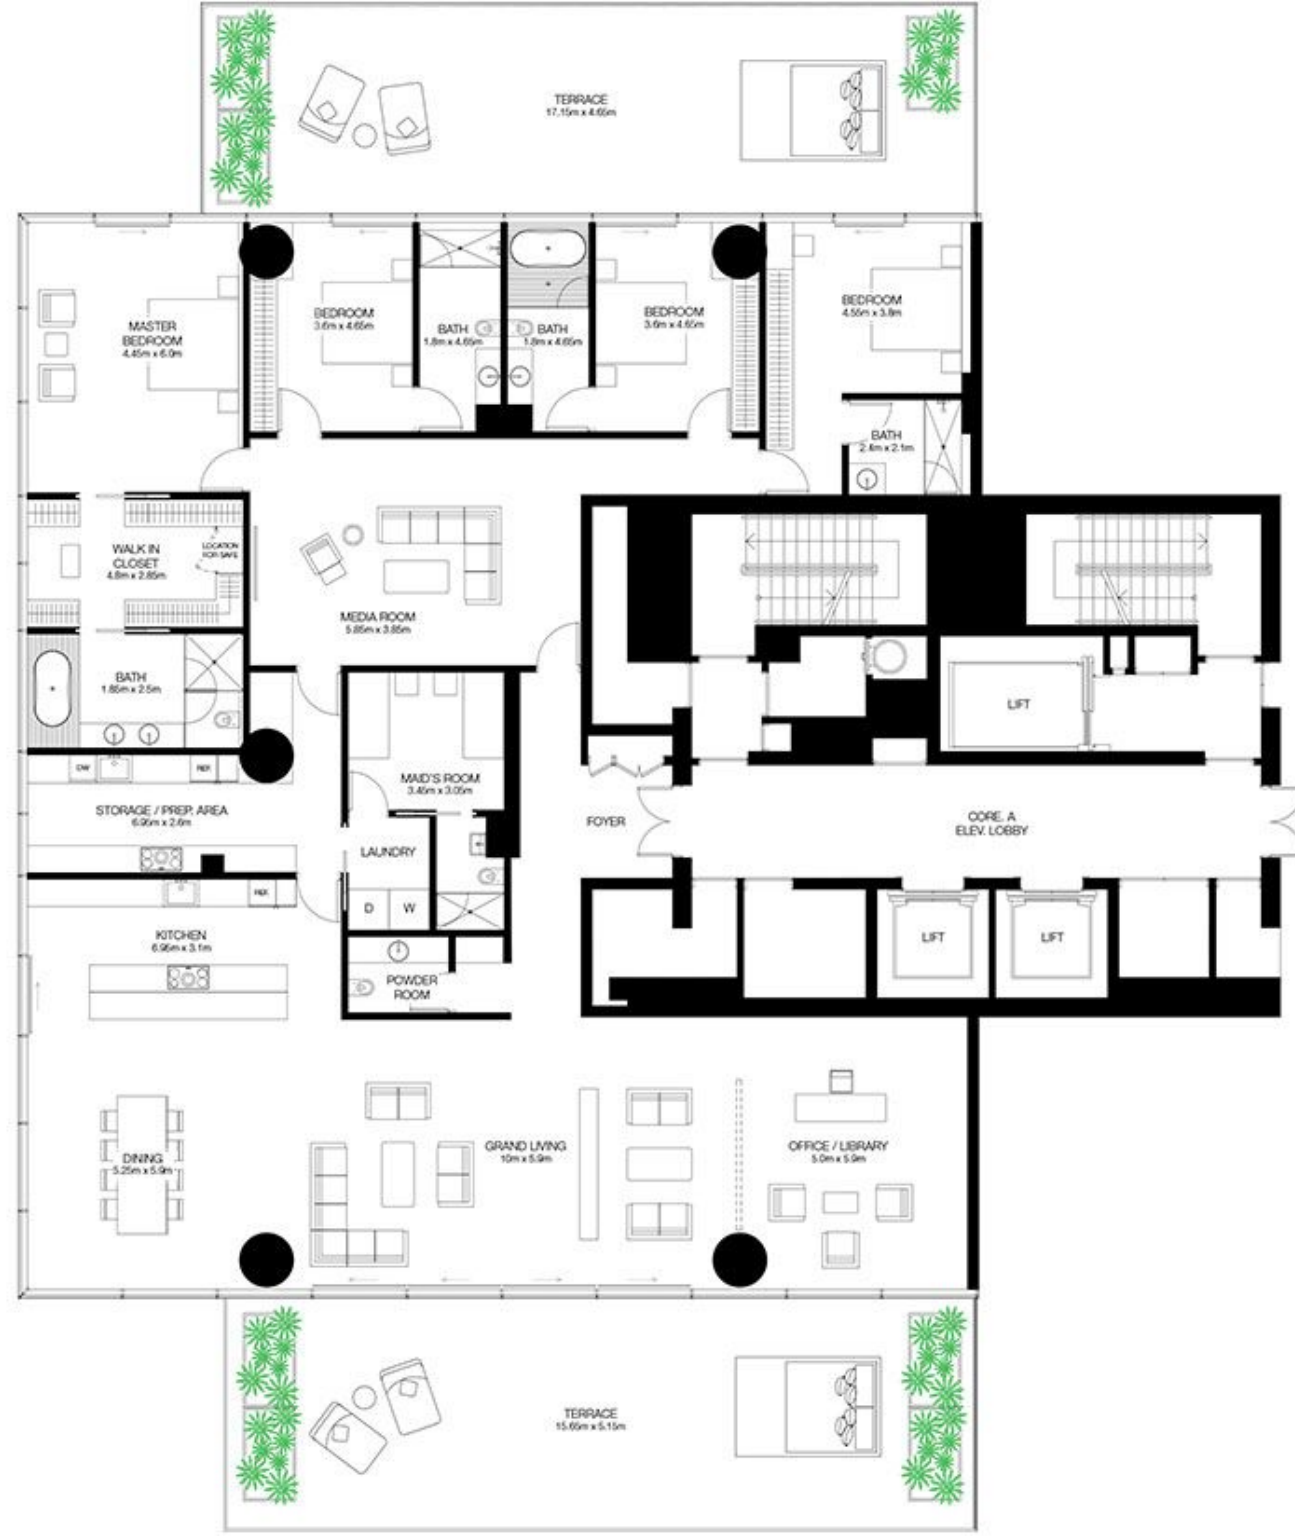 TERRACE
17.15m x 4.65m
MASTER
BEDROOM
4.45m x 6.0m
BEDROOM
3.6m x 4.65m
BATH
1.8m x 4.65m
BATH
1.8m x 4.65m
BEDROOM
3.6m x 4.65m
BEDROOM
4.55m x 3.8m
BATH
2.4m x 2.1m
WALK IN
CLOSET
4.8m x 2.85m
LOCATION
FOR SAFE
MEDIA ROOM
5.85m x 3.85m
BATH
1.85m x 2.5m
LIFT
DW
REF.
MAID'S ROOM
3.45m x 3.05m
STORAGE / PREP. AREA
6.95m x 2.6m
FOYER
CORE. A
ELEV. LOBBY
LAUNDRY
REF.
D
W
KITCHEN
6.95m x 3.1m
LIFT
LIFT
POWDER
ROOM
DINING
5.25m x 5.9m
GRAND LIVING
10m x 5.9m
OFFICE / LIBRARY
5.0m x 5.9m
TERRACE
15.65m x 5.15m